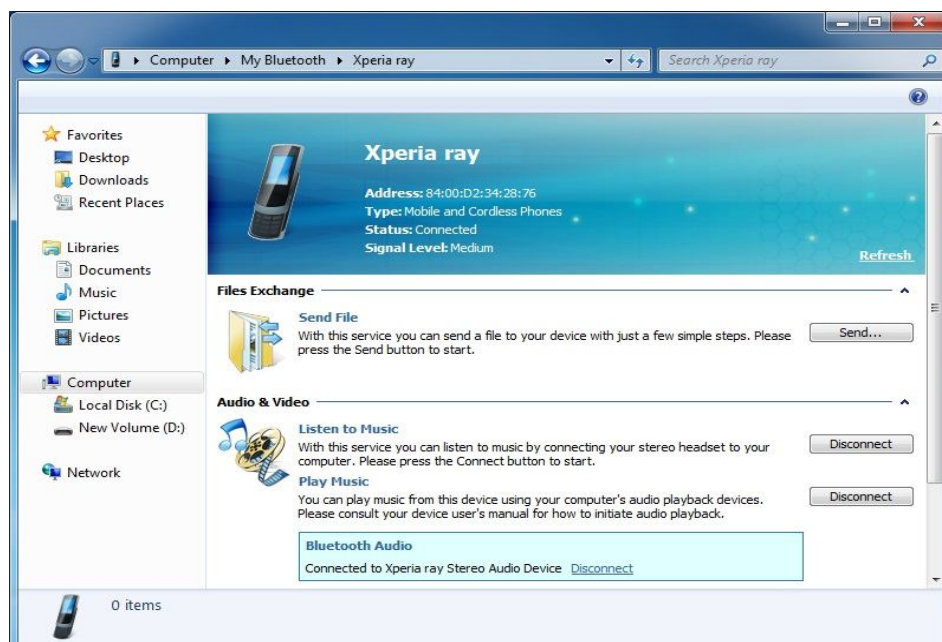 Computer ▸ My Bluetooth ▸ Xperia ray
Search Xperia ray
Favorites
Desktop
Downloads
Recent Places
Libraries
Documents
Music
Pictures
Videos
Computer
Local Disk (C:)
New Volume (D:)
Network
Xperia ray
Address: 84:00:D2:34:28:76
Type: Mobile and Cordless Phones
Status: Connected
Signal Level: Medium
Refresh
Files Exchange
Send File
With this service you can send a file to your device with just a few simple steps. Please
press the Send button to start.
Send...
Audio & Video
Listen to Music
With this service you can listen to music by connecting your stereo headset to your
computer. Please press the Connect button to start.
Disconnect
Play Music
You can play music from this device using your computer's audio playback devices.
Please consult your device user's manual for how to initiate audio playback.
Disconnect
Bluetooth Audio
Connected to Xperia ray Stereo Audio Device Disconnect
0 items